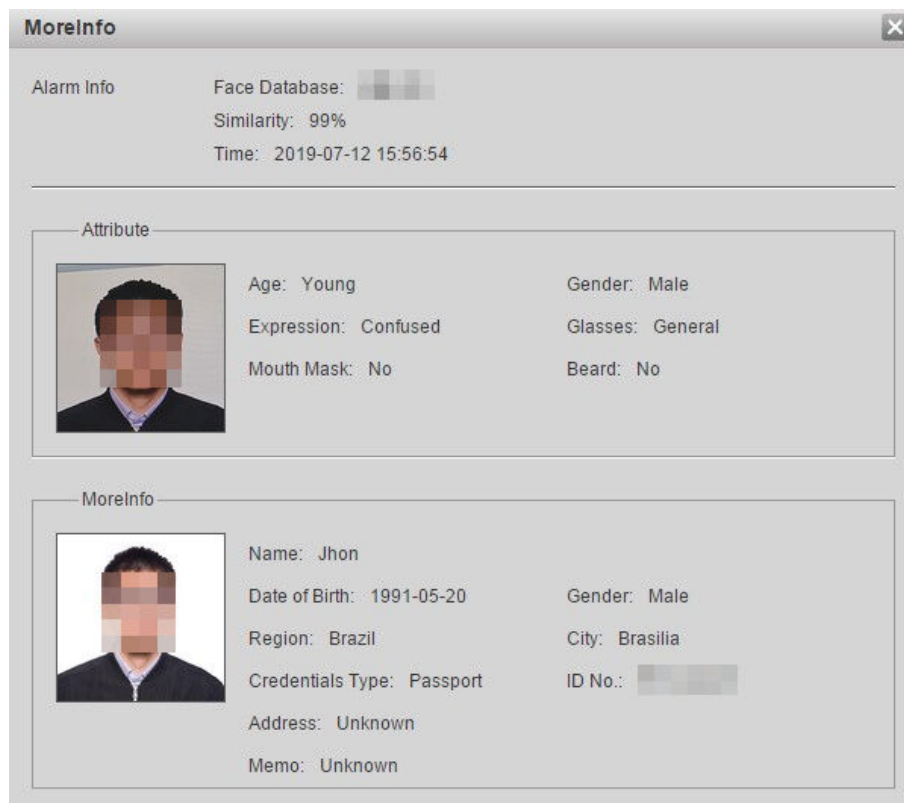 MoreInfo
Alarm Info
Face Database:
Similarity: 99%
Time: 2019-07-12 15:56:54
Attribute
Age: Young Gender: Male
Expression: Confused Glasses: General
Mouth Mask: No Beard: No
MoreInfo
Name: Jhon
Date of Birth: 1991-05-20 Gender: Male
Region: Brazil City: Brasilia
Credentials Type: Passport ID No.:
Address: Unknown
Memo: Unknown